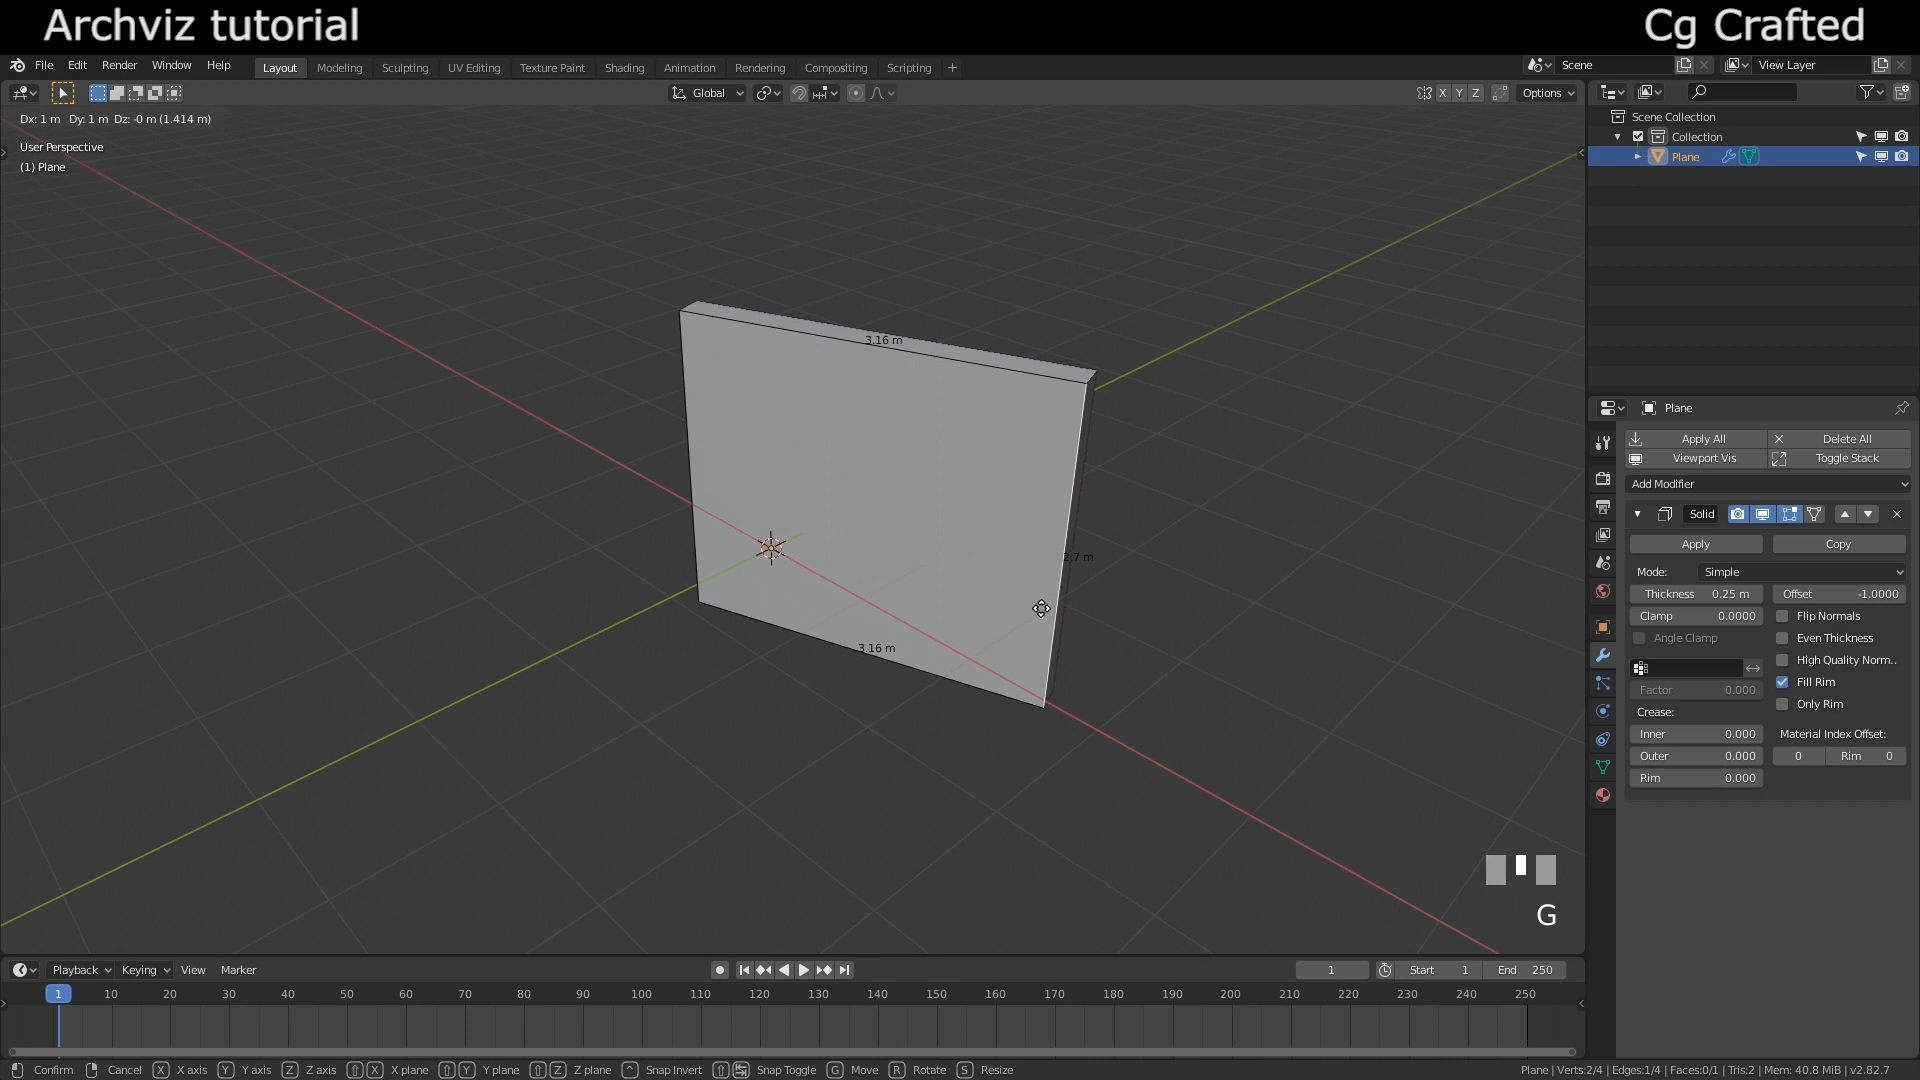 Archviz tutorial
Cg Crafted
File Edit Render Window Help
Layout Modeling Sculpting UV Editing Texture Paint Shading Animation Rendering Compositing Scripting +
Scene
View Layer
Global
X Y Z
Options
Dx: 1 m Dy: 1 m Dz: -0 m (1.414 m)
User Perspective
(1) Plane
3.16 m
2.7 m
3.16 m
G
Scene Collection
Collection
Plane
Plane
Apply All
Delete All
Viewport Vis
Toggle Stack
Add Modifier
Solid
Apply
Copy
Mode: Simple
Thickness 0.25 m
Offset -1.0000
Clamp 0.0000
Flip Normals
Angle Clamp
Even Thickness
High Quality Norm..
Factor 0.000
Fill Rim
Crease:
Only Rim
Inner 0.000
Material Index Offset:
Outer 0.000
0 Rim 0
Rim 0.000
Playback Keying View Marker
1
Start 1
End 250
1 10 20 30 40 50 60 70 80 90 100 110 120 130 140 150 160 170 180 190 200 210 220 230 240 250
Confirm Cancel X X axis Y Y axis Z Z axis X X plane Y Y plane Z Z plane ^ Snap Invert Snap Toggle G Move R Rotate S Resize
Plane | Verts:2/4 | Edges:1/4 | Faces:0/1 | Tris:2 | Mem: 40.8 MiB | v2.82.7